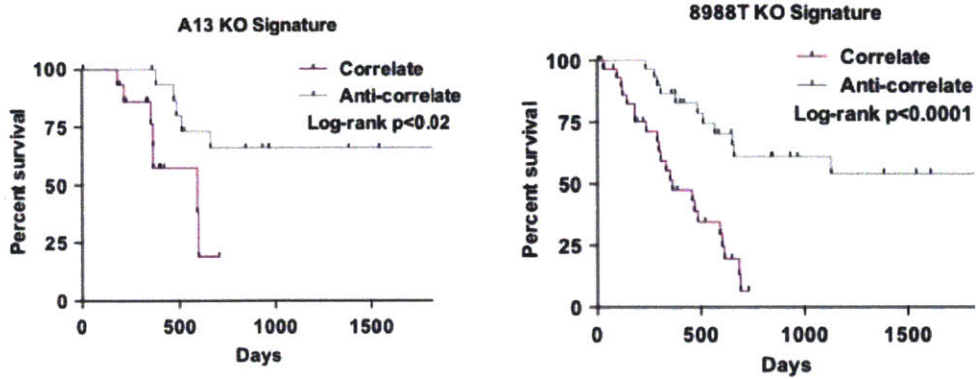 A13 KO Signature
Correlate
Anti-correlate
Log-rank p<0.02
Percent survival
100
75
50
25
0
0 500 1000 1500
Days
8988T KO Signature
Correlate
Anti-correlate
Log-rank p<0.0001
Percent survival
100
75
50
25
0
0 500 1000 1500
Days